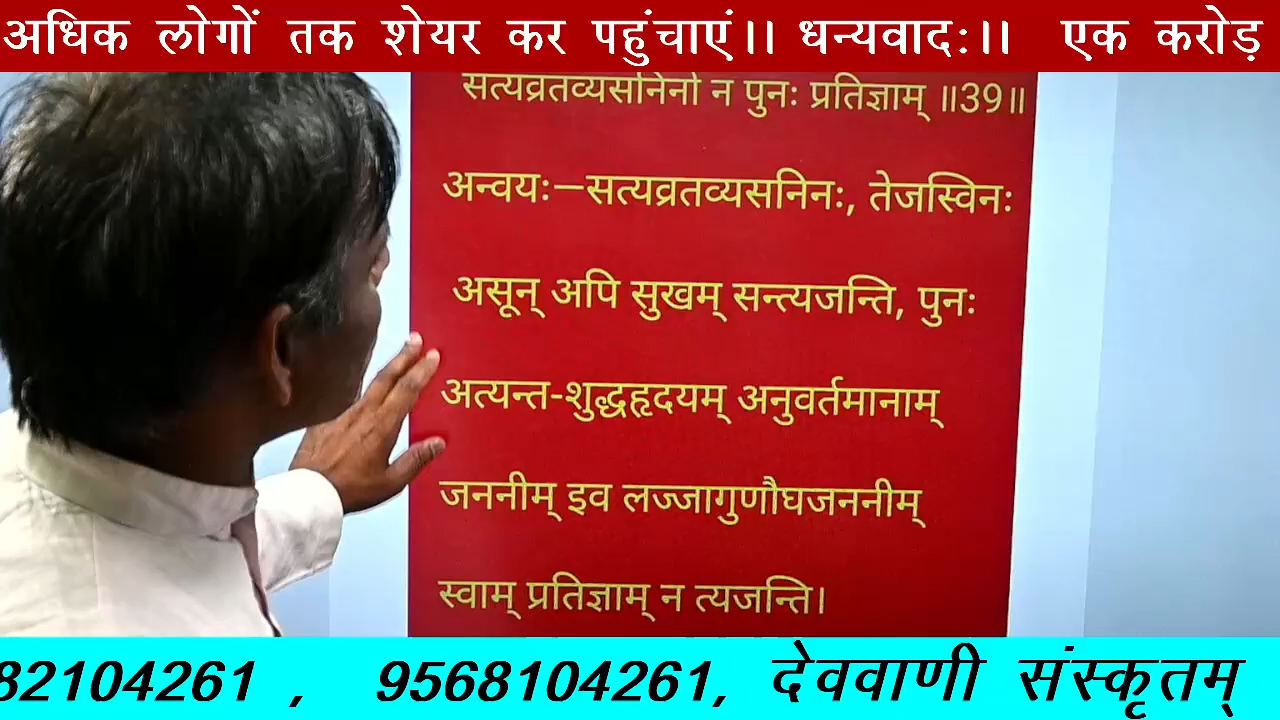 अधिक लोगों तक शेयर कर पहुंचाएं।। धन्यवादः।। एक करोड़
सत्यव्रतव्यसनिनो न पुनः प्रतिज्ञाम् ॥39॥
अन्वयः—सत्यव्रतव्यसनिनः, तेजस्विनः
असून् अपि सुखम् सन्त्यजन्ति, पुनः
अत्यन्त-शुद्धहृदयम् अनुवर्तमानाम्
जननीम् इव लज्जागुणौघजननीम्
स्वाम् प्रतिज्ञाम् न त्यजन्ति।
82104261 , 9568104261, देववाणी संस्कृतम्